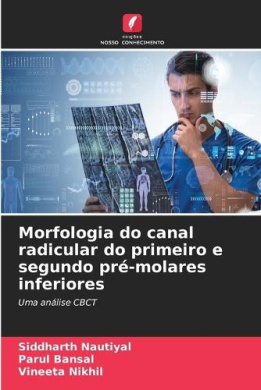 edições
NOSSO CONHECIMENTO
Morfologia do canal
radicular do primeiro e
segundo pré-molares
inferiores
Uma análise CBCT
Siddharth Nautiyal
Parul Bansal
Vineeta Nikhil